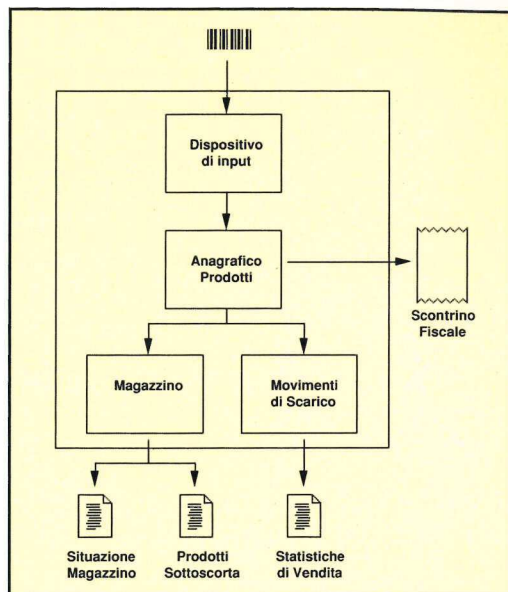 Dispositivo
di input
Anagrafico
Prodotti
Scontrino
Fiscale
Magazzino
Movimenti
di Scarico
Situazione
Magazzino
Prodotti
Sottoscorta
Statistiche
di Vendita